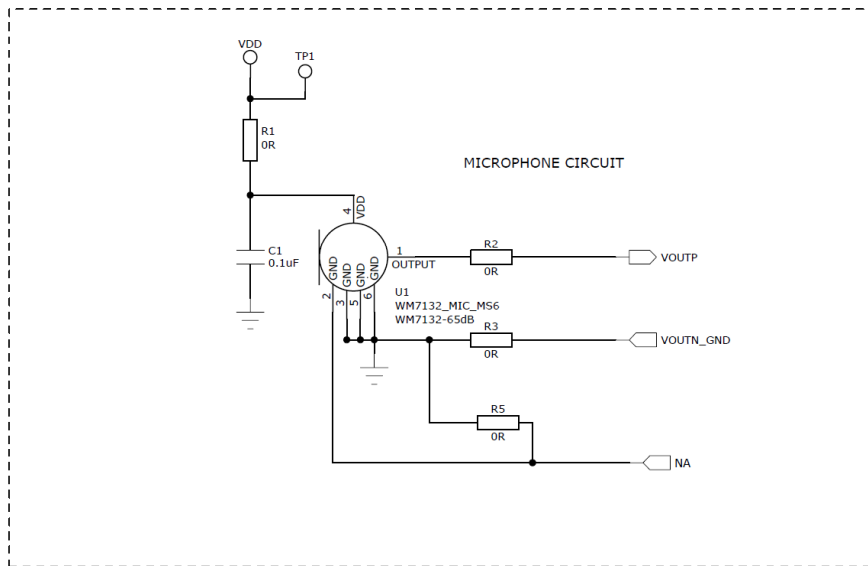 VDD
TP1
R1
0R
MICROPHONE CIRCUIT
4
VDD
C1
0.1uF
1
OUTPUT
GND
GND
GND
GND
2
3
5
6
R2
0R
VOUTP
U1
WM7132_MIC_MS6
WM7132-65dB
R3
0R
VOUTN_GND
R5
0R
NA